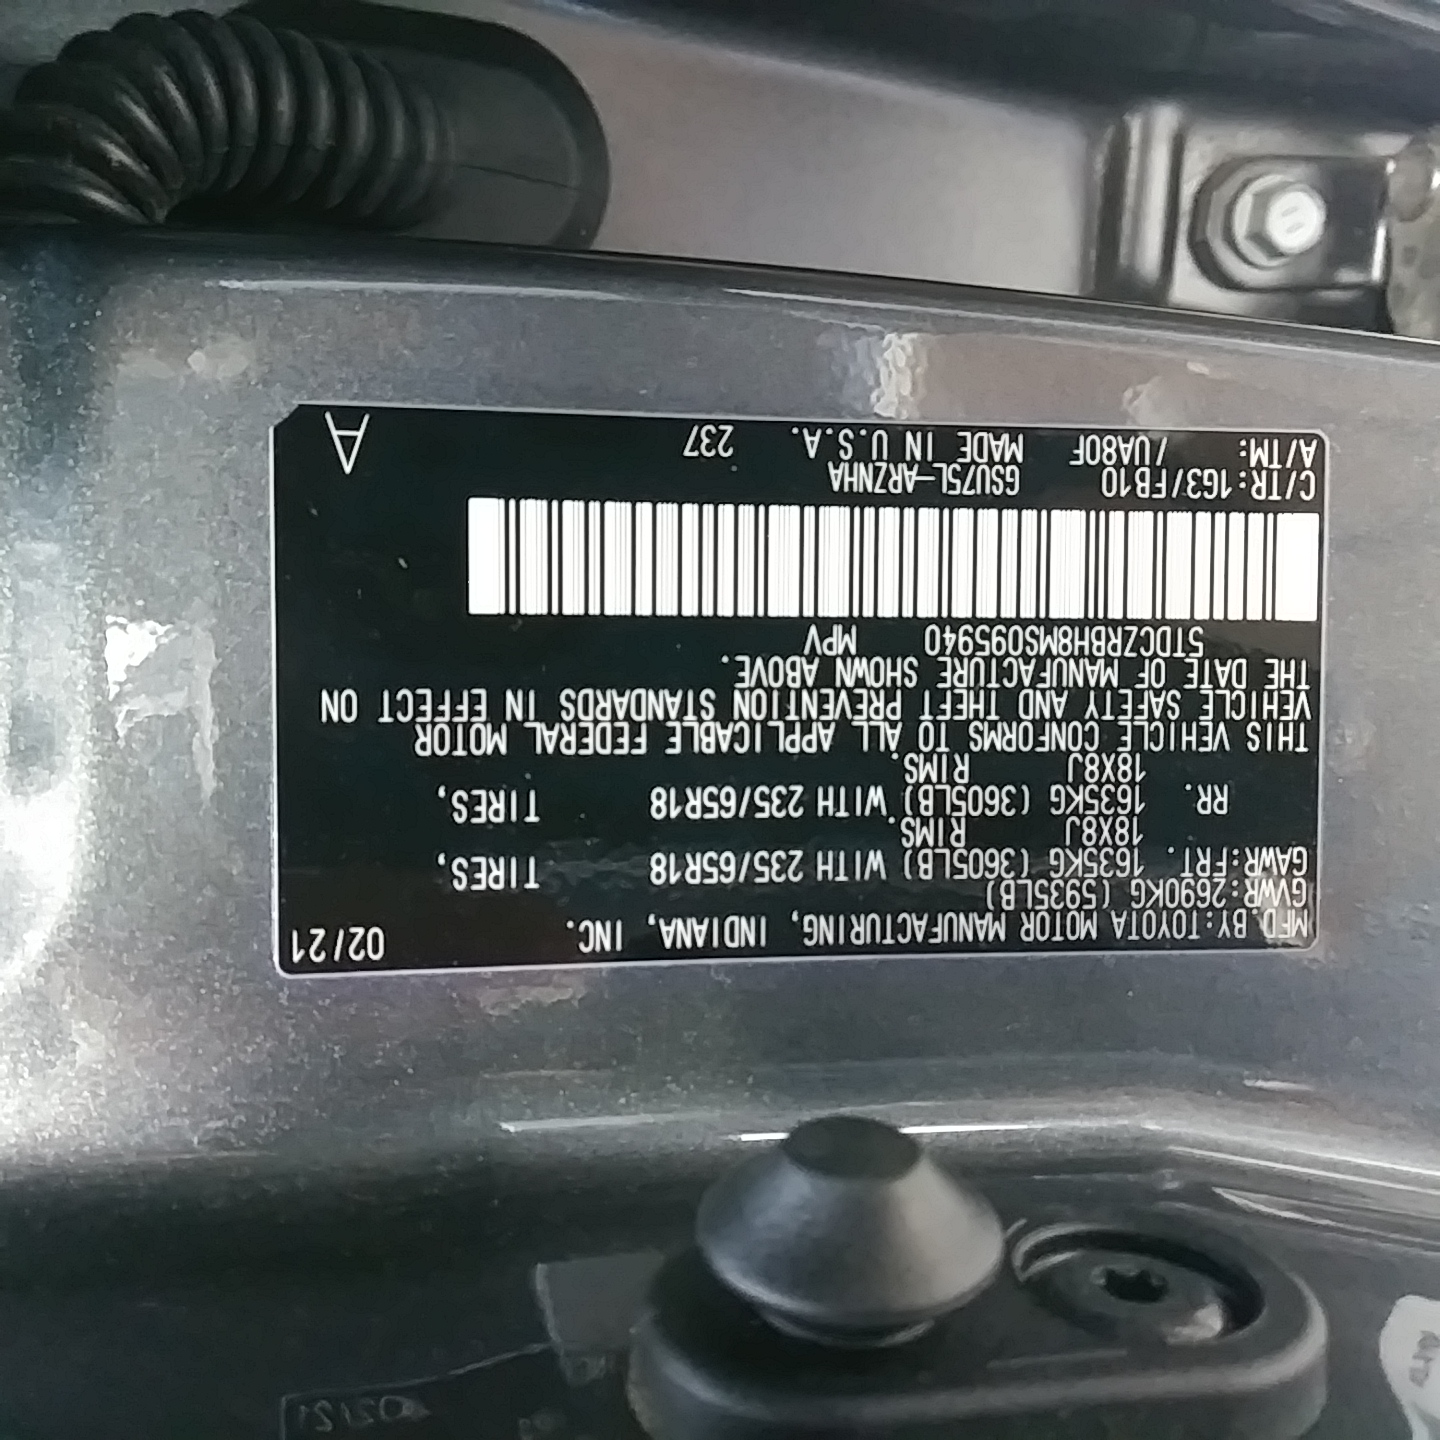 MFD.BY:TOYOTA MOTOR MANUFACTURING, INDIANA, INC. 02/21
GVWR:2690KG (5935LB)
GAWR:FRT. 1635KG (3605LB) WITH 235/65R18 TIRES,
18X8J RIMS.
RR. 1635KG (3605LB) WITH 235/65R18 TIRES,
18X8J RIMS.
THIS VEHICLE CONFORMS TO ALL APPLICABLE FEDERAL MOTOR
VEHICLE SAFETY AND THEFT PREVENTION STANDARDS IN EFFECT ON
THE DATE OF MANUFACTURE SHOWN ABOVE.
5TDCZRBH8MS095940 MPV
C/TR:1G3/FB10 GSU75L-ARZNHA
A/TM: /UA80F MADE IN U.S.A. 237 A